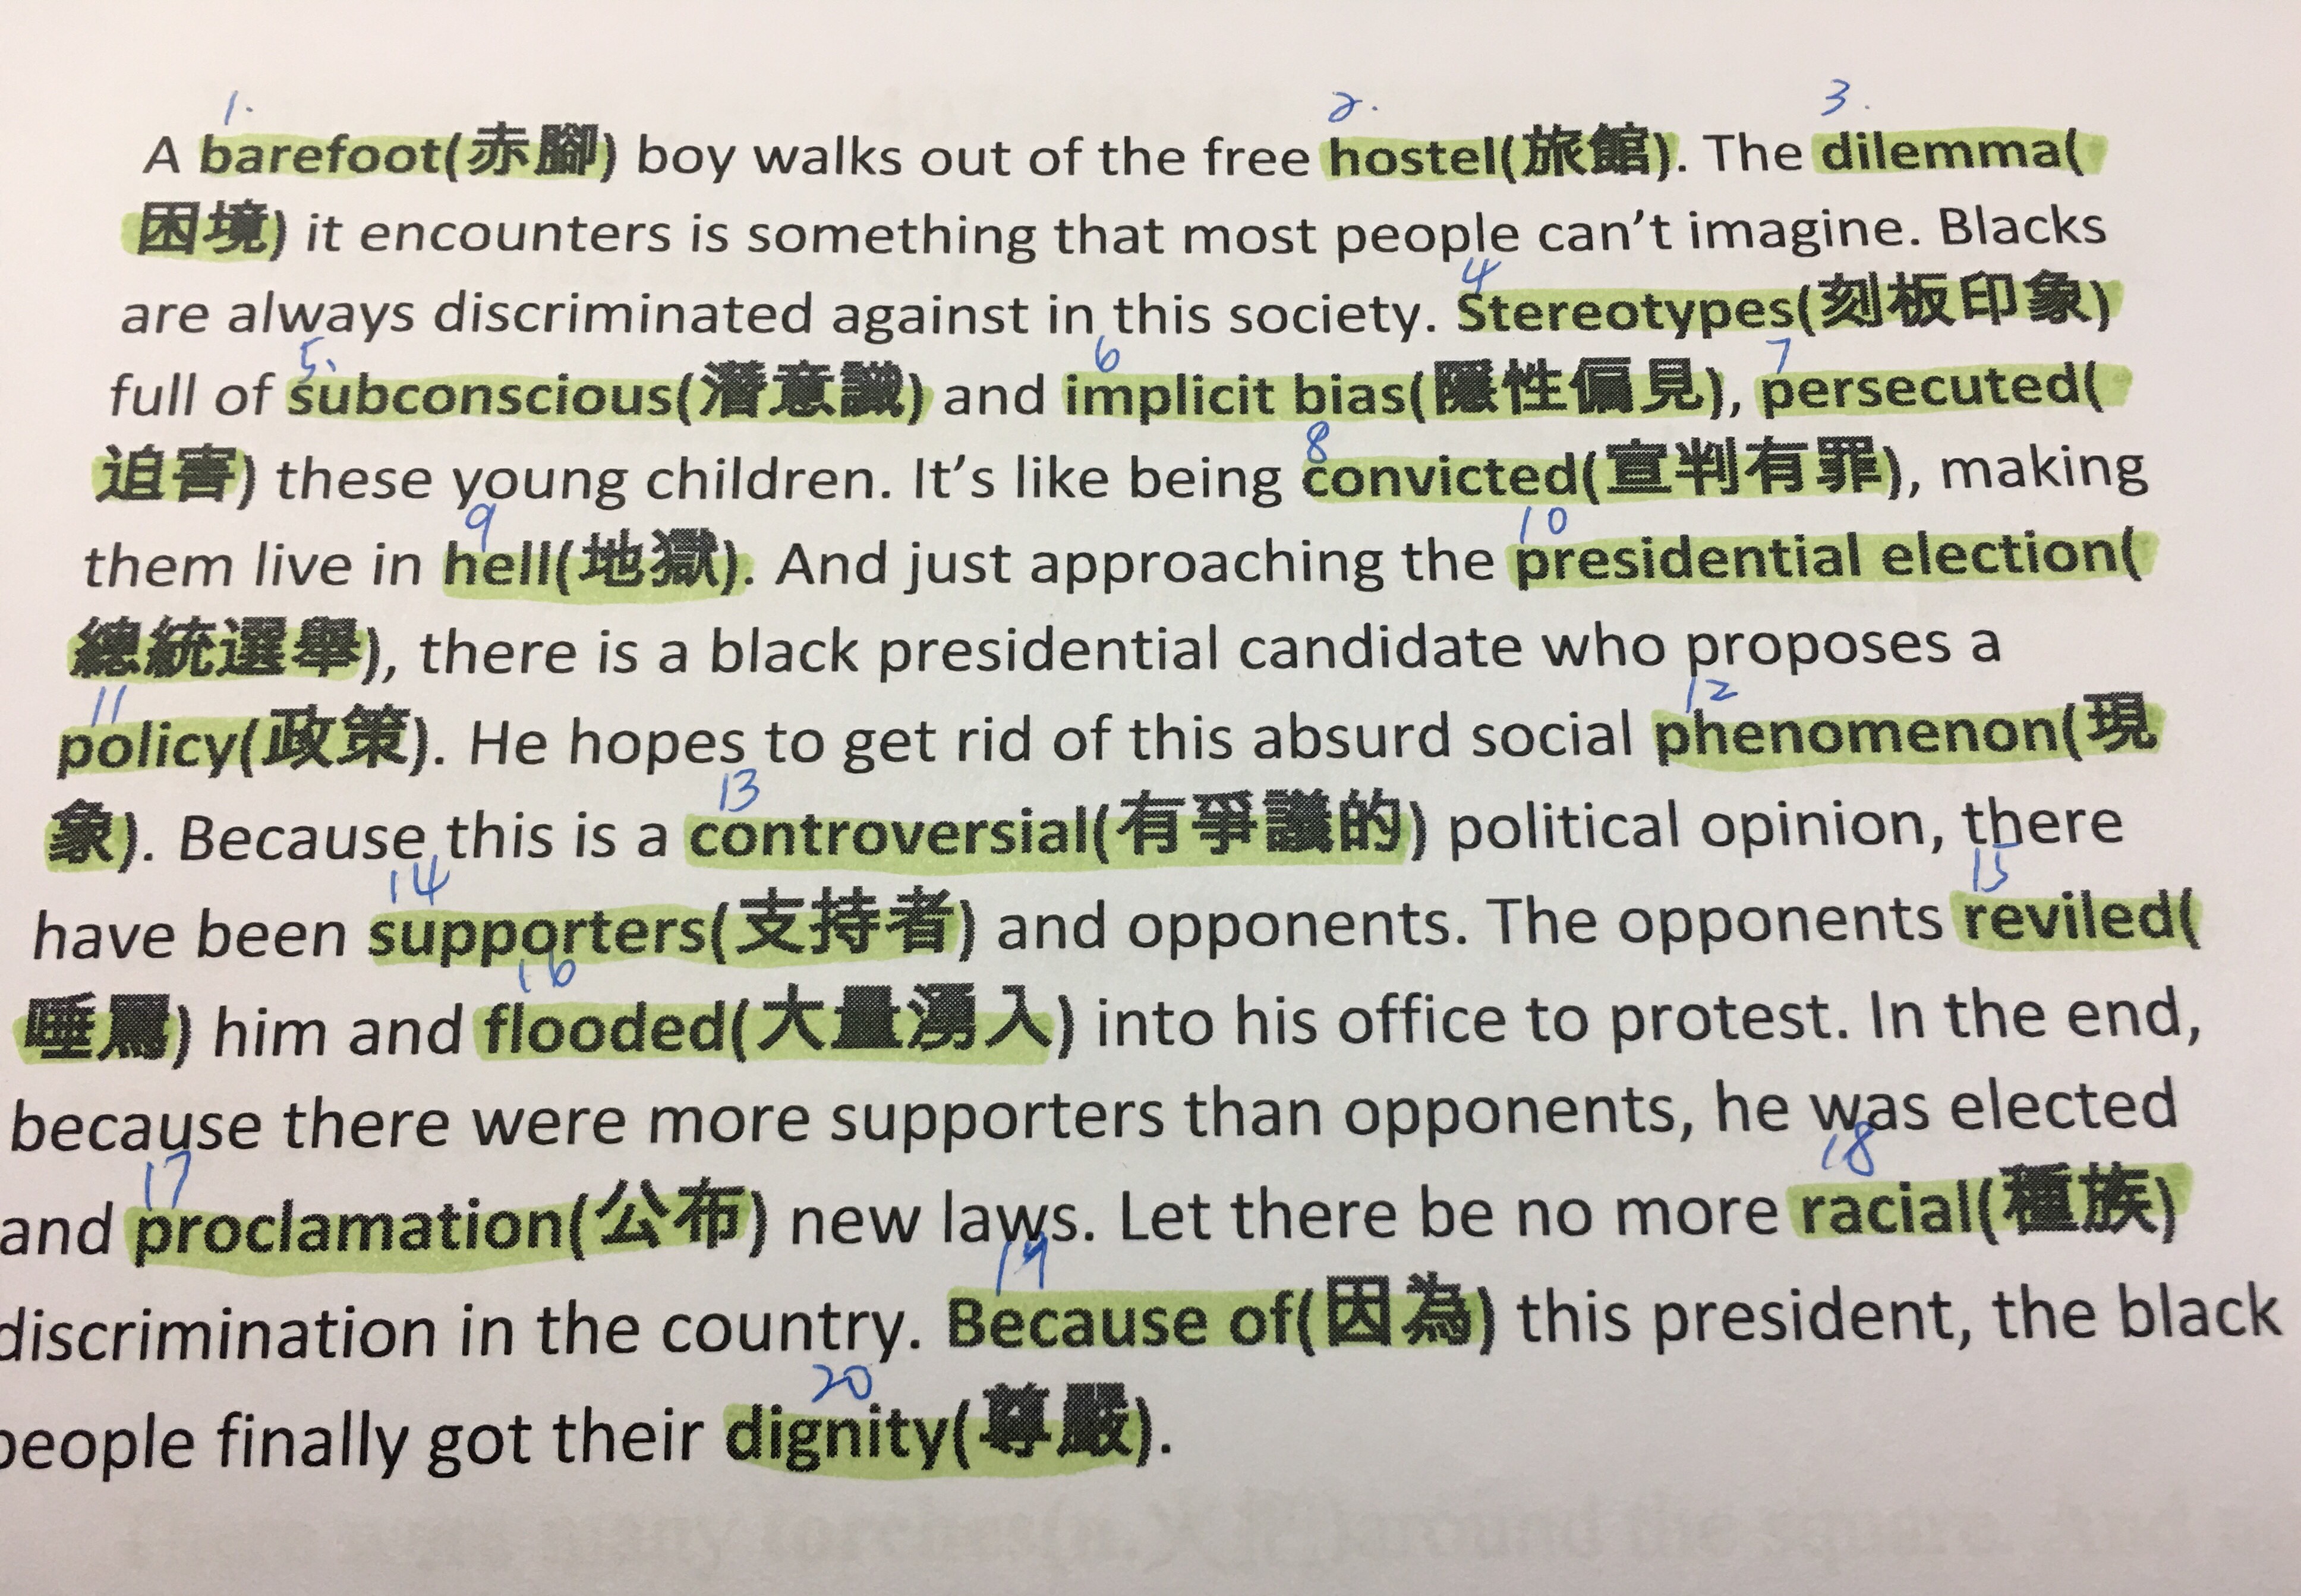 1. 2. 3.
A barefoot(赤腳) boy walks out of the free hostel(旅館). The dilemma(
困境) it encounters is something that most people can't imagine. Blacks
4
are always discriminated against in this society. Stereotypes(刻板印象)
5. 6 7
full of subconscious(潛意識) and implicit bias(隱性偏見), persecuted(
8
迫害) these young children. It's like being convicted(宣判有罪), making
9 10
them live in hell(地獄). And just approaching the presidential election(
總統選舉), there is a black presidential candidate who proposes a
11 12
policy(政策). He hopes to get rid of this absurd social phenomenon(現
13
象). Because this is a controversial(有爭議的) political opinion, there
14 15
have been supporters(支持者) and opponents. The opponents reviled(
16
唾罵) him and flooded(大量湧入) into his office to protest. In the end,
because there were more supporters than opponents, he was elected
17 18
and proclamation(公布) new laws. Let there be no more racial(種族)
19
discrimination in the country. Because of(因為) this president, the black
20
people finally got their dignity(尊嚴).